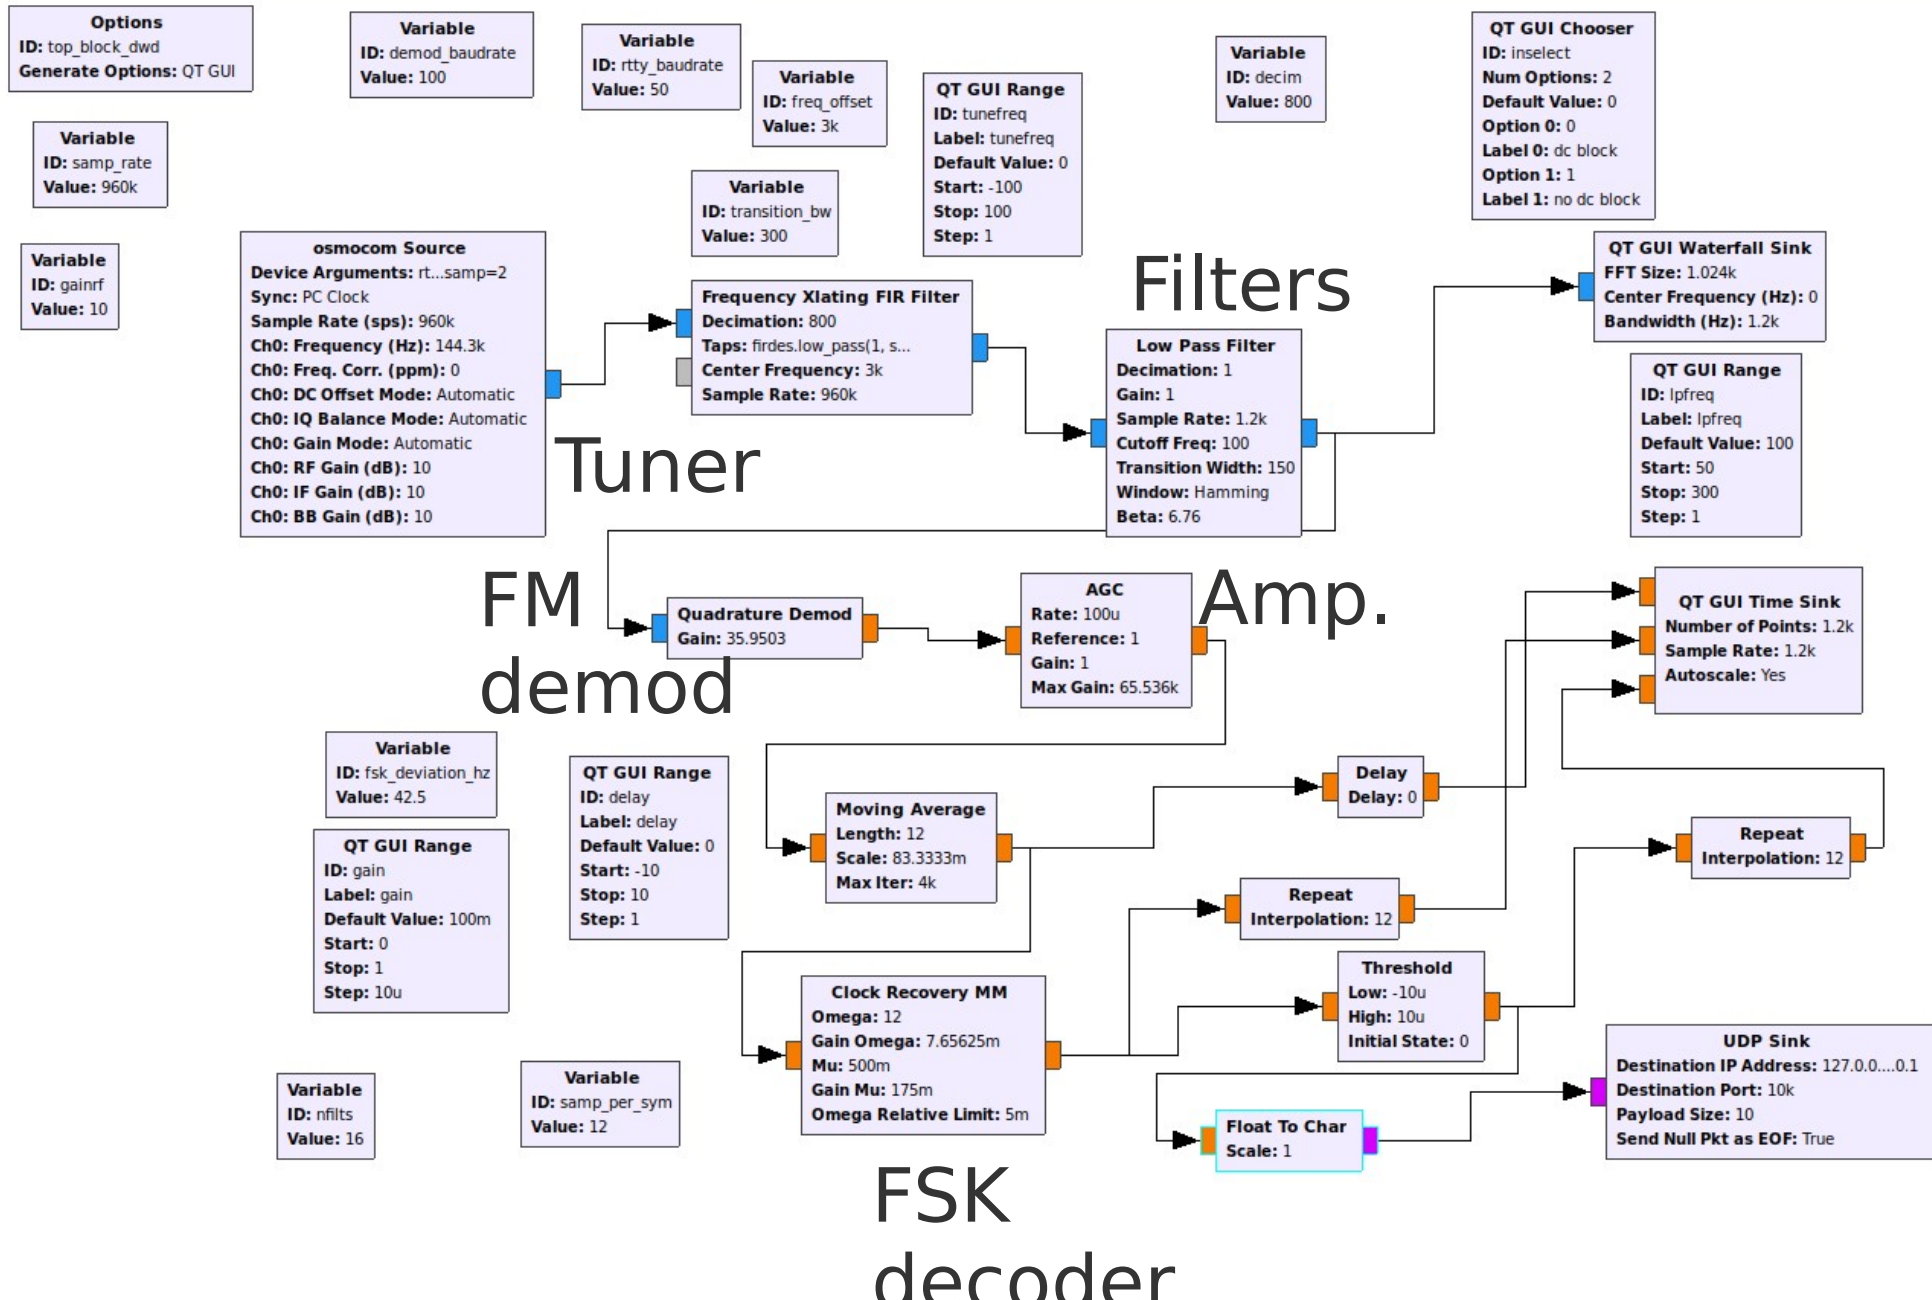 Options
ID: top_block_dwd
Generate Options: QT GUI
Variable
ID: demod_baudrate
Value: 100
Variable
ID: rtty_baudrate
Value: 50
Variable
ID: freq_offset
Value: 3k
QT GUI Range
ID: tunefreq
Label: tunefreq
Default Value: 0
Start: -100
Stop: 100
Step: 1
Variable
ID: decim
Value: 800
QT GUI Chooser
ID: inselect
Num Options: 2
Default Value: 0
Option 0: 0
Label 0: dc block
Option 1: 1
Label 1: no dc block
Variable
ID: samp_rate
Value: 960k
Variable
ID: transition_bw
Value: 300
Variable
ID: gainrf
Value: 10
osmocom Source
Device Arguments: rt...samp=2
Sync: PC Clock
Sample Rate (sps): 960k
Ch0: Frequency (Hz): 144.3k
Ch0: Freq. Corr. (ppm): 0
Ch0: DC Offset Mode: Automatic
Ch0: IQ Balance Mode: Automatic
Ch0: Gain Mode: Automatic
Ch0: RF Gain (dB): 10
Ch0: IF Gain (dB): 10
Ch0: BB Gain (dB): 10
Tuner
Frequency Xlating FIR Filter
Decimation: 800
Taps: firdes.low_pass(1, s...
Center Frequency: 3k
Sample Rate: 960k
Filters
Low Pass Filter
Decimation: 1
Gain: 1
Sample Rate: 1.2k
Cutoff Freq: 100
Transition Width: 150
Window: Hamming
Beta: 6.76
QT GUI Waterfall Sink
FFT Size: 1.024k
Center Frequency (Hz): 0
Bandwidth (Hz): 1.2k
QT GUI Range
ID: lpfreq
Label: lpfreq
Default Value: 100
Start: 50
Stop: 300
Step: 1
FM
demod
Quadrature Demod
Gain: 35.9503
AGC
Rate: 100u
Reference: 1
Gain: 1
Max Gain: 65.536k
Amp.
QT GUI Time Sink
Number of Points: 1.2k
Sample Rate: 1.2k
Autoscale: Yes
Variable
ID: fsk_deviation_hz
Value: 42.5
QT GUI Range
ID: gain
Label: gain
Default Value: 100m
Start: 0
Stop: 1
Step: 10u
QT GUI Range
ID: delay
Label: delay
Default Value: 0
Start: -10
Stop: 10
Step: 1
Moving Average
Length: 12
Scale: 83.3333m
Max Iter: 4k
Delay
Delay: 0
Repeat
Interpolation: 12
Repeat
Interpolation: 12
Clock Recovery MM
Omega: 12
Gain Omega: 7.65625m
Mu: 500m
Gain Mu: 175m
Omega Relative Limit: 5m
Threshold
Low: -10u
High: 10u
Initial State: 0
UDP Sink
Destination IP Address: 127.0.0....0.1
Destination Port: 10k
Payload Size: 10
Send Null Pkt as EOF: True
Variable
ID: nfilts
Value: 16
Variable
ID: samp_per_sym
Value: 12
Float To Char
Scale: 1
FSK
decoder